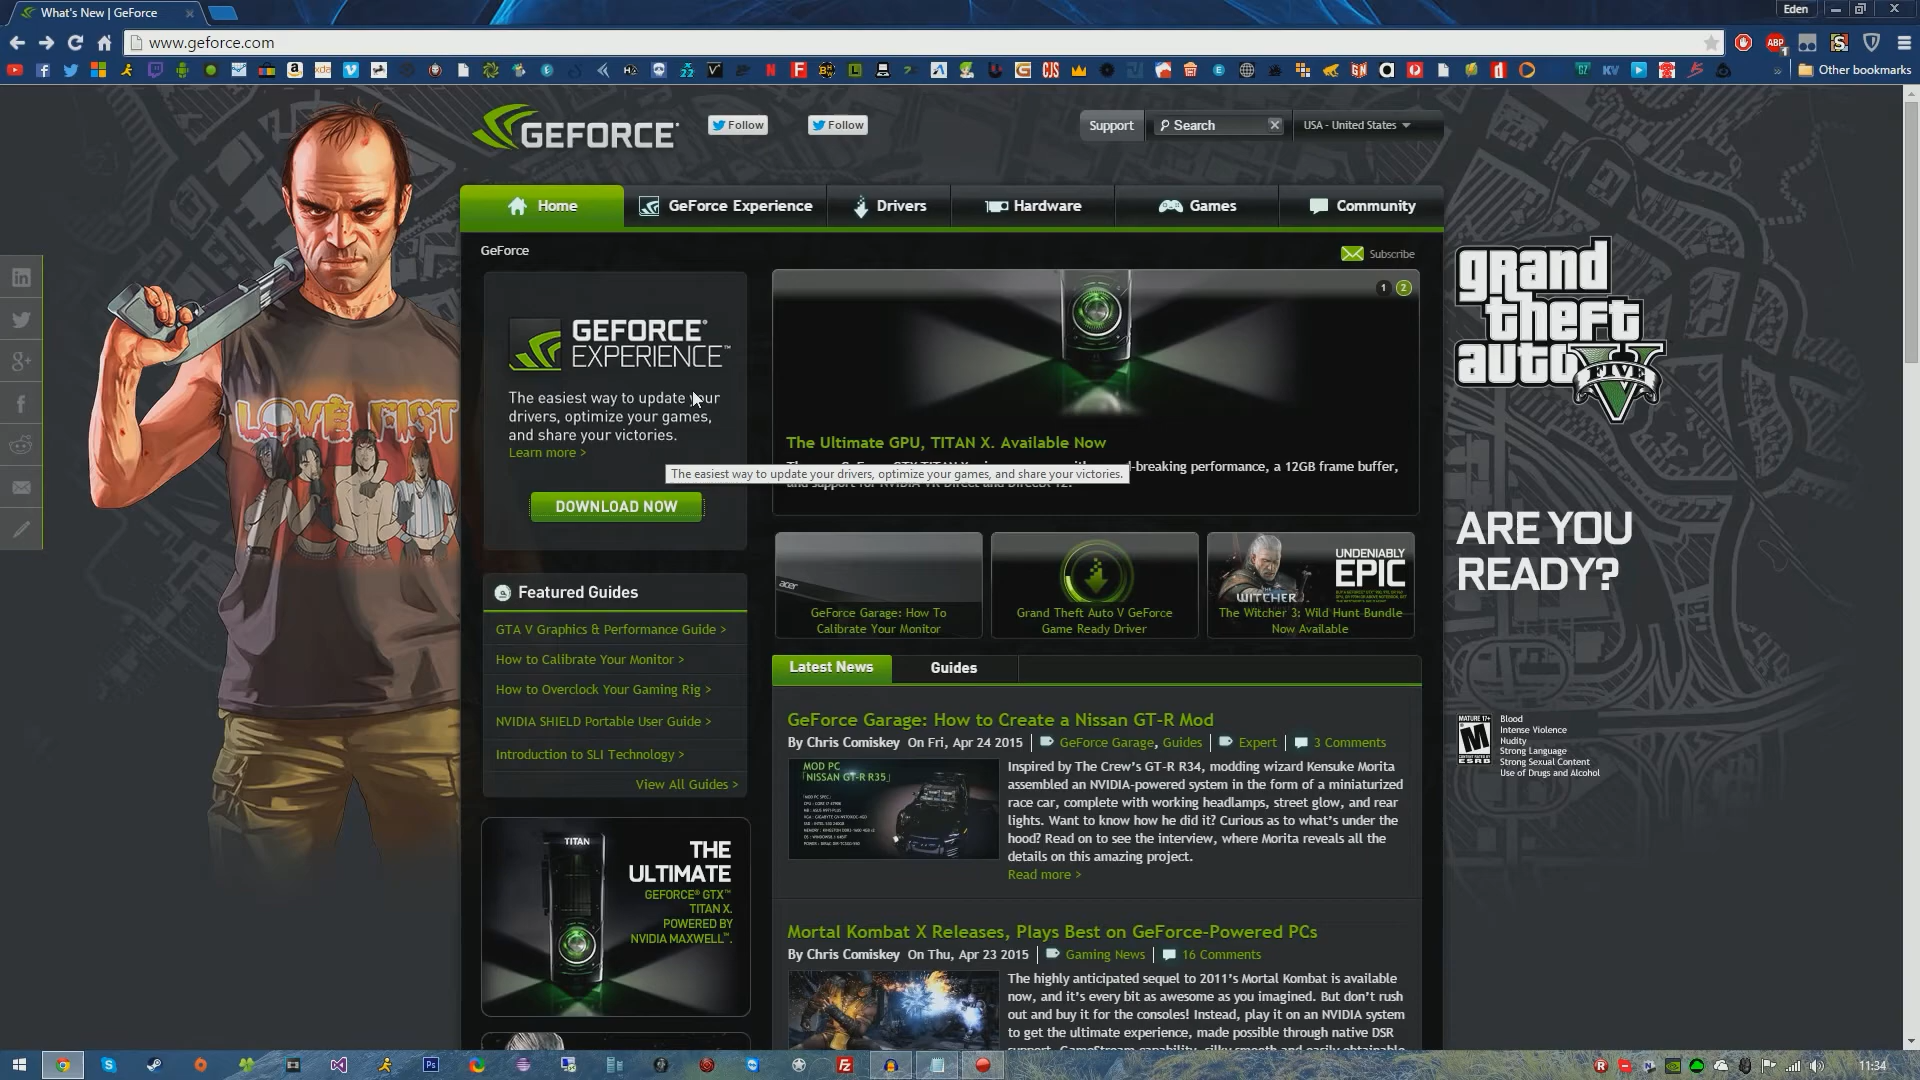 What's New | GeForce
Eden
www.geforce.com
Other bookmarks
GEFORCE
Follow
Follow
Support
Search
USA - United States
Home
GeForce Experience
Drivers
Hardware
Games
Community
GeForce
Subscribe
GEFORCE
EXPERIENCE™
The easiest way to update your
drivers, optimize your games,
and share your victories.
Learn more >
DOWNLOAD NOW
1
2
The Ultimate GPU, TITAN X. Available Now
-breaking performance, a 12GB frame buffer,
The easiest way to update your drivers, optimize your games, and share your victories.
acer
GeForce Garage: How To
Calibrate Your Monitor
Grand Theft Auto V GeForce
Game Ready Driver
UNDENIABLY
EPIC
WITCHER
The Witcher 3: Wild Hunt Bundle
Now Available
Featured Guides
GTA V Graphics & Performance Guide >
How to Calibrate Your Monitor >
How to Overclock Your Gaming Rig >
NVIDIA SHIELD Portable User Guide >
Introduction to SLI Technology >
View All Guides >
TITAN
THE
ULTIMATE
GEFORCE® GTX™
TITAN X.
POWERED BY
NVIDIA MAXWELL™.
Latest News
Guides
GeForce Garage: How to Create a Nissan GT-R Mod
By Chris Comiskey On Fri, Apr 24 2015 | GeForce Garage, Guides | Expert | 3 Comments
MOD PC
「NISSAN GT-R R35」
Inspired by The Crew's GT-R R34, modding wizard Kensuke Morita
assembled an NVIDIA-powered system in the form of a miniaturized
race car, complete with working headlamps, street glow, and rear
lights. Want to know how he did it? Curious as to what's under the
hood? Read on to see the interview, where Morita reveals all the
details on this amazing project.
Read more >
Mortal Kombat X Releases, Plays Best on GeForce-Powered PCs
By Chris Comiskey On Thu, Apr 23 2015 | Gaming News | 16 Comments
The highly anticipated sequel to 2011's Mortal Kombat is available
now, and it's every bit as awesome as you imagined. But don't rush
out and buy it for the consoles! Instead, play it on an NVIDIA system
to get the ultimate experience, made possible through native DSR
LOVE FIST
grand
theft
auto V
FIVE
ARE YOU
READY?
MATURE 17+
M
ESRB
Blood
Intense Violence
Nudity
Strong Language
Strong Sexual Content
Use of Drugs and Alcohol
11:34